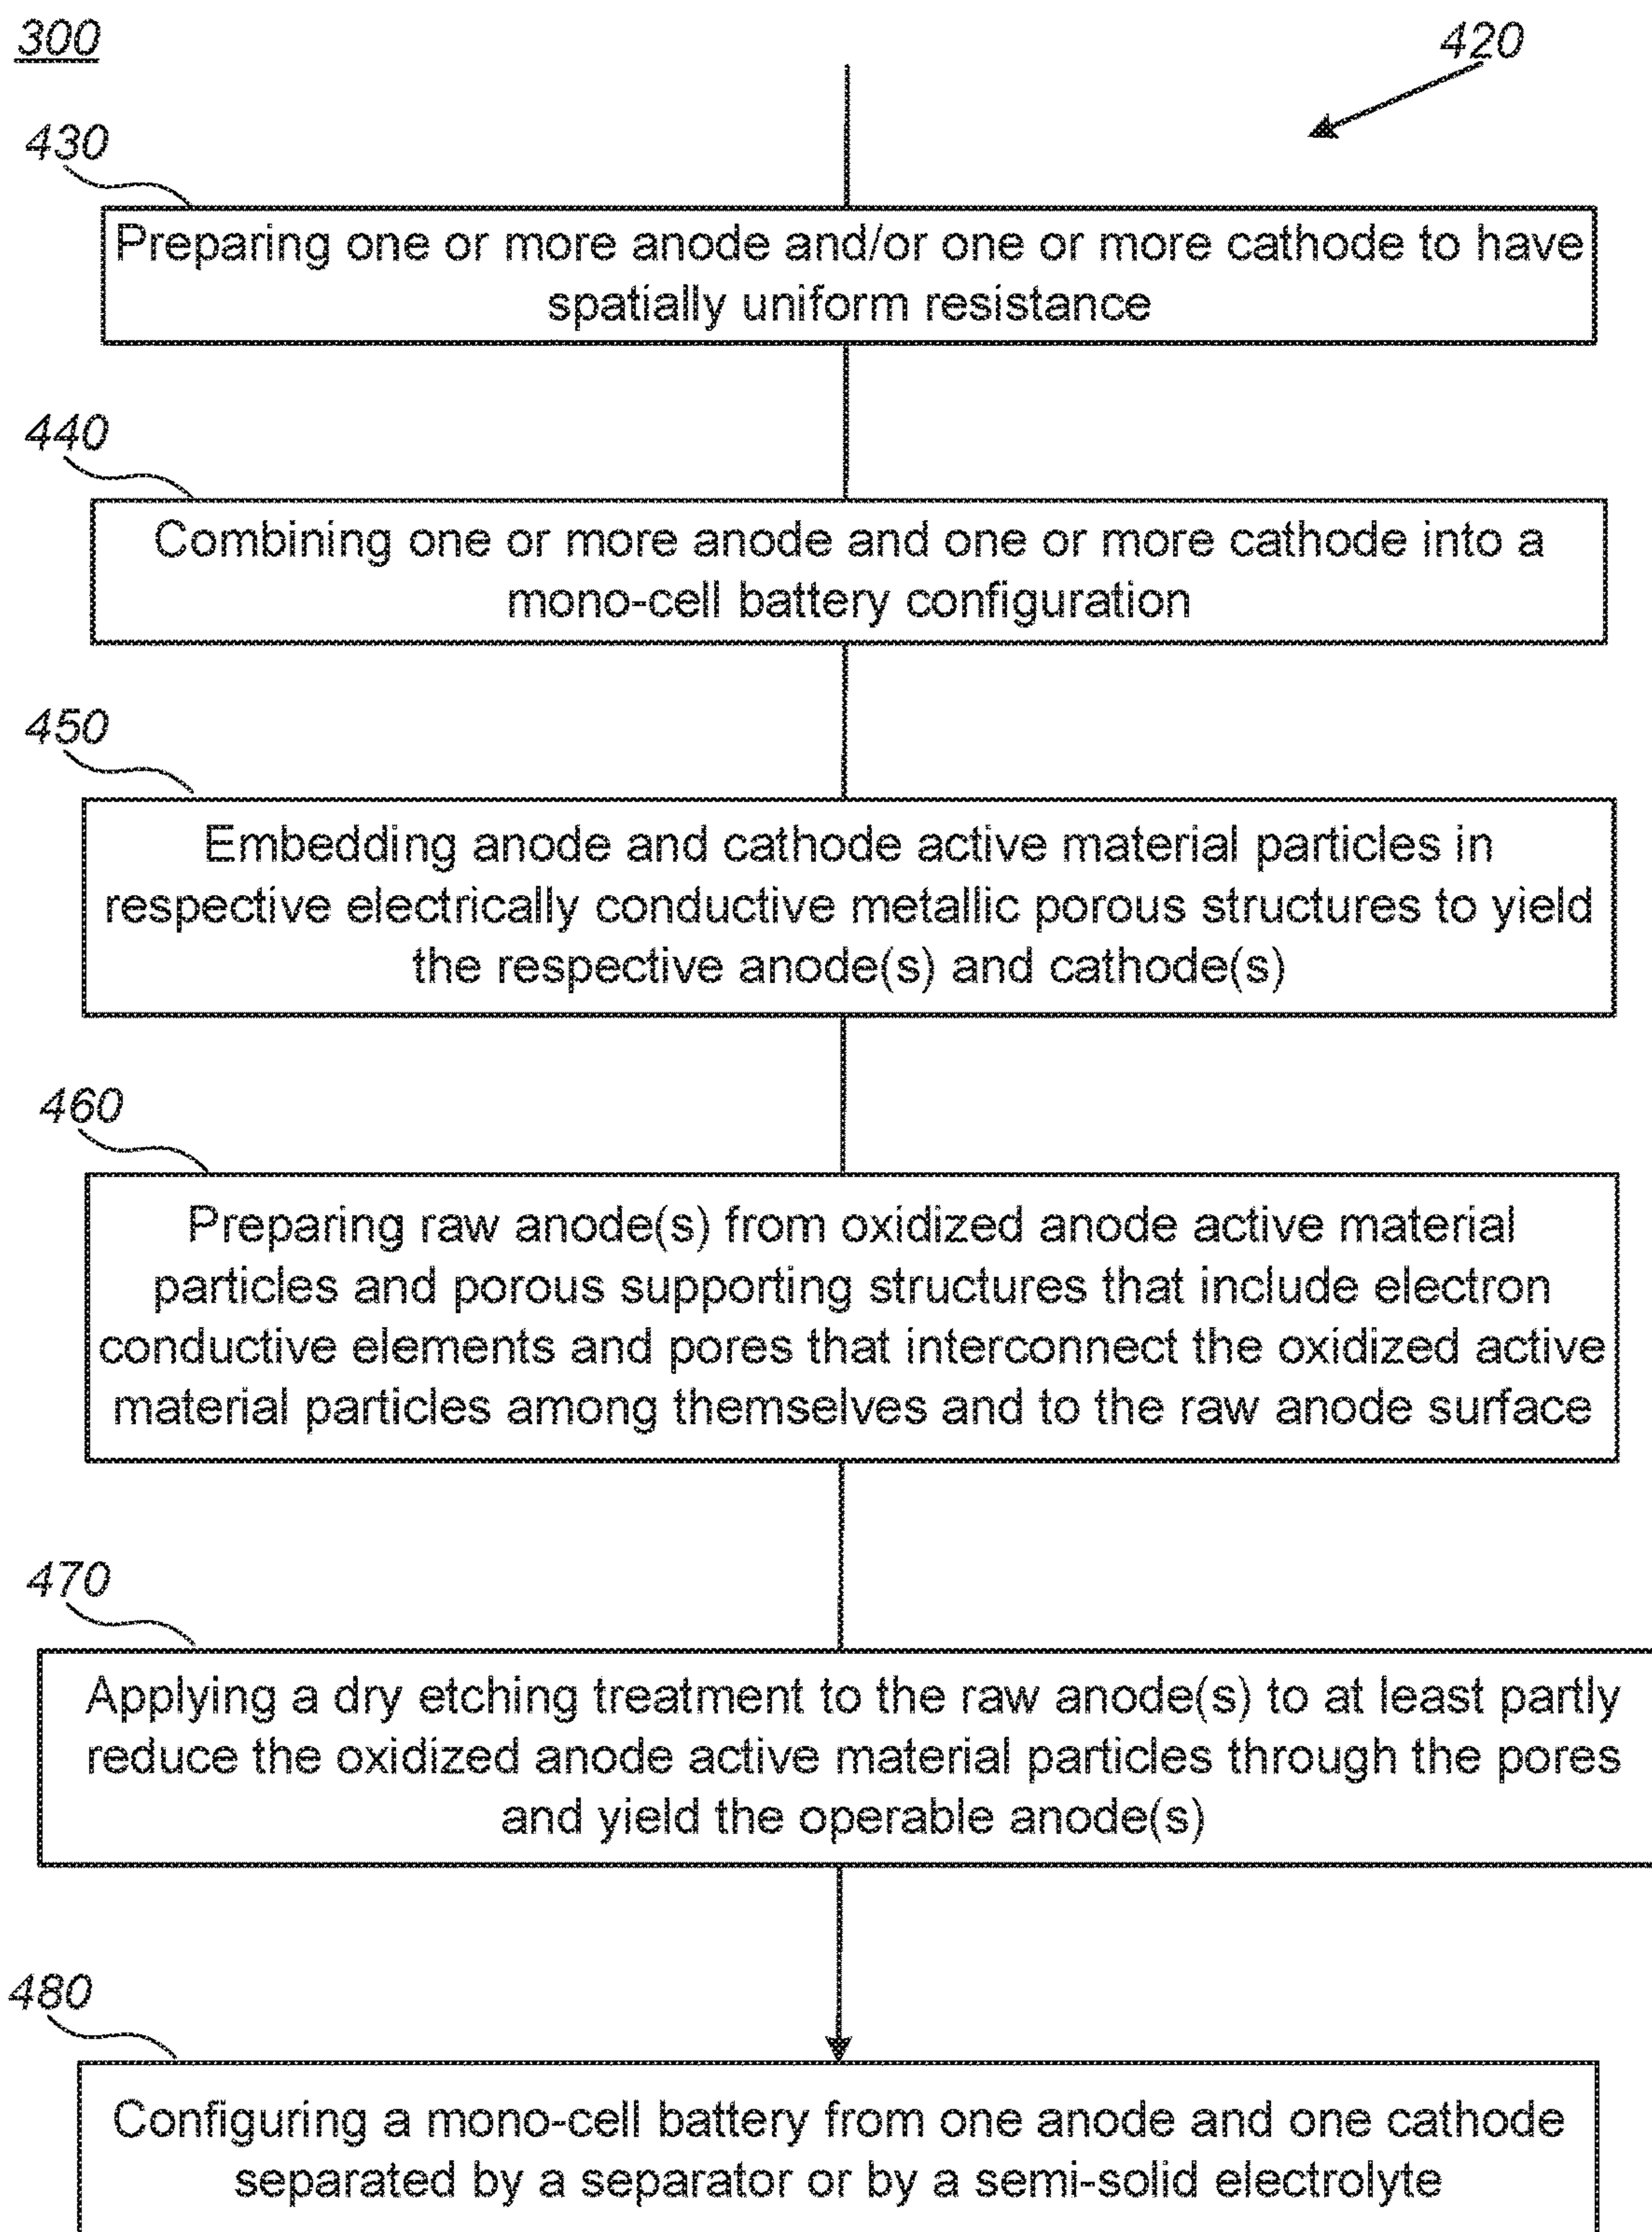 300
420
430
Preparing one or more anode and/or one or more cathode to have
spatially uniform resistance
440
Combining one or more anode and one or more cathode into a
mono-cell battery configuration
450
Embedding anode and cathode active material particles in
respective electrically conductive metallic porous structures to yield
the respective anode(s) and cathode(s)
460
Preparing raw anode(s) from oxidized anode active material
particles and porous supporting structures that include electron
conductive elements and pores that interconnect the oxidized active
material particles among themselves and to the raw anode surface
470
Applying a dry etching treatment to the raw anode(s) to at least partly
reduce the oxidized anode active material particles through the pores
and yield the operable anode(s)
480
Configuring a mono-cell battery from one anode and one cathode
separated by a separator or by a semi-solid electrolyte